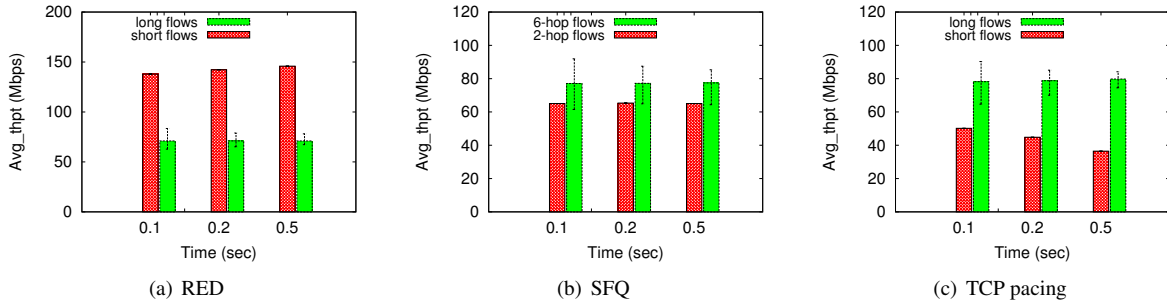 long flows
short flows
Avg_thpt (Mbps)
200
150
100
50
0
0.1 0.2 0.5
Time (sec)
(a) RED
6-hop flows
2-hop flows
Avg_thpt (Mbps)
120
100
80
60
40
20
0
0.1 0.2 0.5
Time (sec)
(b) SFQ
long flows
short flows
Avg_thpt (Mbps)
120
100
80
60
40
20
0
0.1 0.2 0.5
Time (sec)
(c) TCP pacing